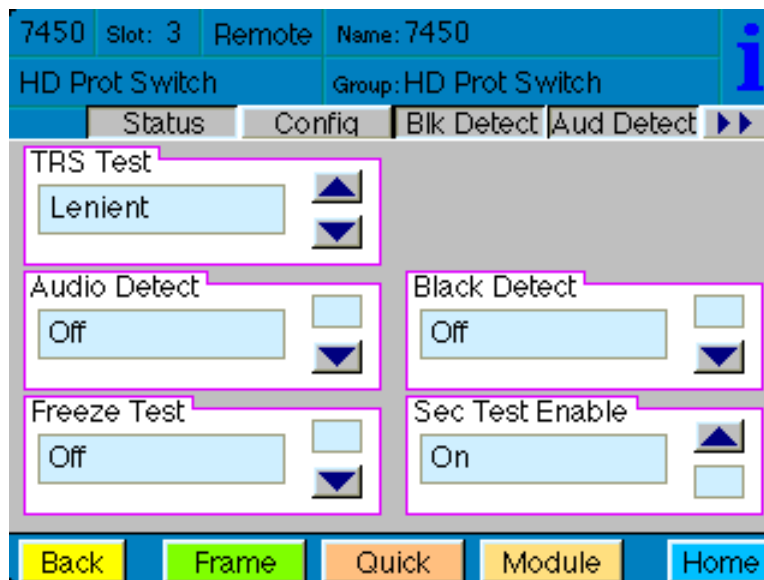 7450 Slot: 3 Remote Name: 7450
HD Prot Switch Group: HD Prot Switch
Status Config Blk Detect Aud Detect
TRS Test
Lenient
Audio Detect Black Detect
Off Off
Freeze Test Sec Test Enable
Off On
Back Frame Quick Module Home